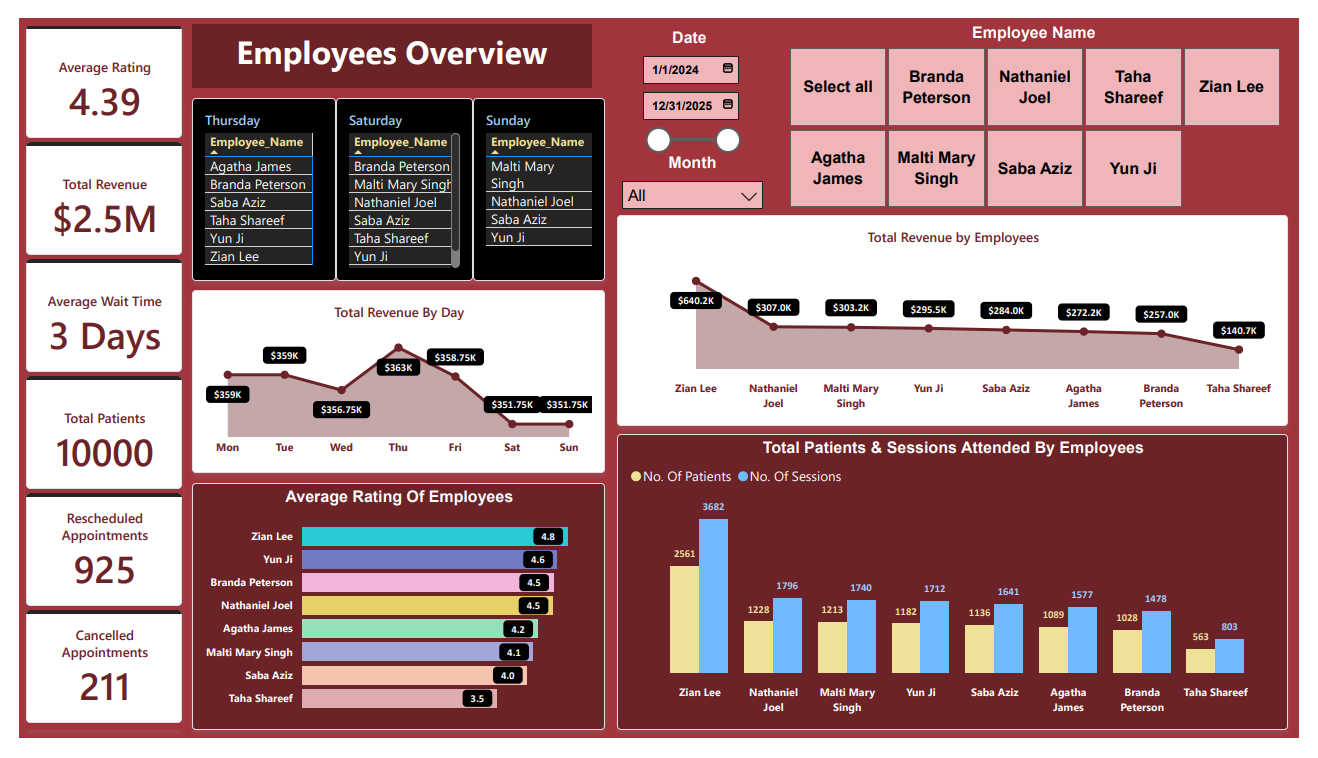 Average Rating
4.39
Total Revenue
$2.5M
Average Wait Time
3 Days
Total Patients
10000
Rescheduled
Appointments
925
Cancelled
Appointments
211
Employees Overview
Thursday
Employee_Name
Agatha James
Branda Peterson
Saba Aziz
Taha Shareef
Yun Ji
Zian Lee
Saturday
Employee_Name
Branda Peterson
Malti Mary Singh
Nathaniel Joel
Saba Aziz
Taha Shareef
Yun Ji
Sunday
Employee_Name
Malti Mary
Singh
Nathaniel Joel
Saba Aziz
Yun Ji
Date
1/1/2024
12/31/2025
Month
All
Employee Name
Select all
Branda
Peterson
Nathaniel
Joel
Taha
Shareef
Zian Lee
Agatha
James
Malti Mary
Singh
Saba Aziz
Yun Ji
Total Revenue By Day
$359K
$359K
$356.75K
$363K
$358.75K
$351.75K
$351.75K
Mon
Tue
Wed
Thu
Fri
Sat
Sun
Total Revenue by Employees
$640.2K
$307.0K
$303.2K
$295.5K
$284.0K
$272.2K
$257.0K
$140.7K
Zian Lee
Nathaniel
Joel
Malti Mary
Singh
Yun Ji
Saba Aziz
Agatha
James
Branda
Peterson
Taha Shareef
Average Rating Of Employees
Zian Lee 4.8
Yun Ji 4.6
Branda Peterson 4.5
Nathaniel Joel 4.5
Agatha James 4.2
Malti Mary Singh 4.1
Saba Aziz 4.0
Taha Shareef 3.5
Total Patients & Sessions Attended By Employees
No. Of Patients No. Of Sessions
2561
3682
1228
1796
1213
1740
1182
1712
1136
1641
1089
1577
1028
1478
563
803
Zian Lee
Nathaniel
Joel
Malti Mary
Singh
Yun Ji
Saba Aziz
Agatha
James
Branda
Peterson
Taha Shareef